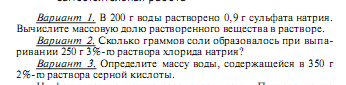 Вариант 1. В 200 г воды растворено 0,9 г сульфата натрия.
Вычислите массовую долю растворенного вещества в растворе.
Вариант 2. Сколько граммов соли образовалось при выпа-
ривании 250 г 3%-го раствора хлорида натрия?
Вариант 3. Определите массу воды, содержащейся в 350 г
2%-го раствора серной кислоты.